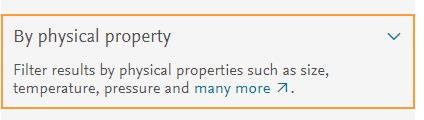 By physical property
Filter results by physical properties such as size,
temperature, pressure and many more ↗.